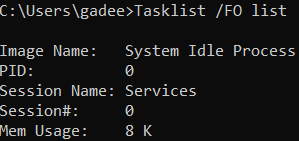 C:\Users\gadee>Tasklist /FO list
Image Name:   System Idle Process
PID:          0
Session Name: Services
Session#:     0
Mem Usage:    8 K